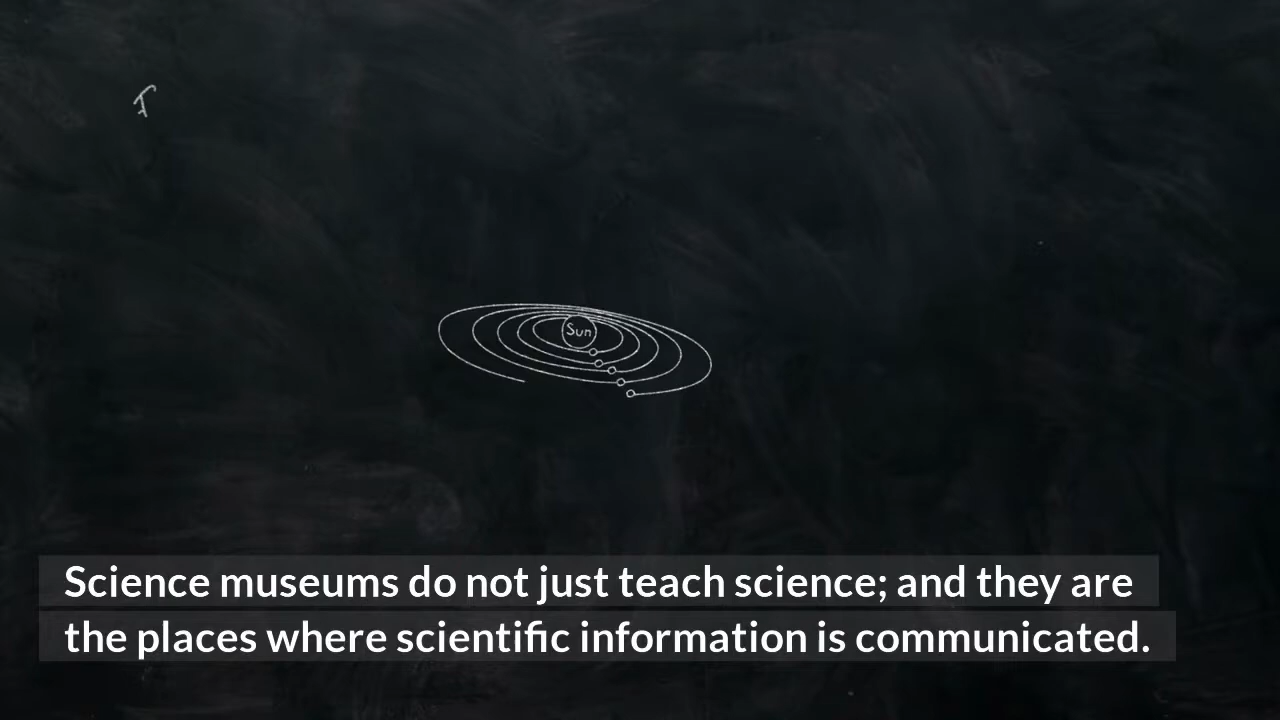 Sun
Science museums do not just teach science; and they are
the places where scientific information is communicated.